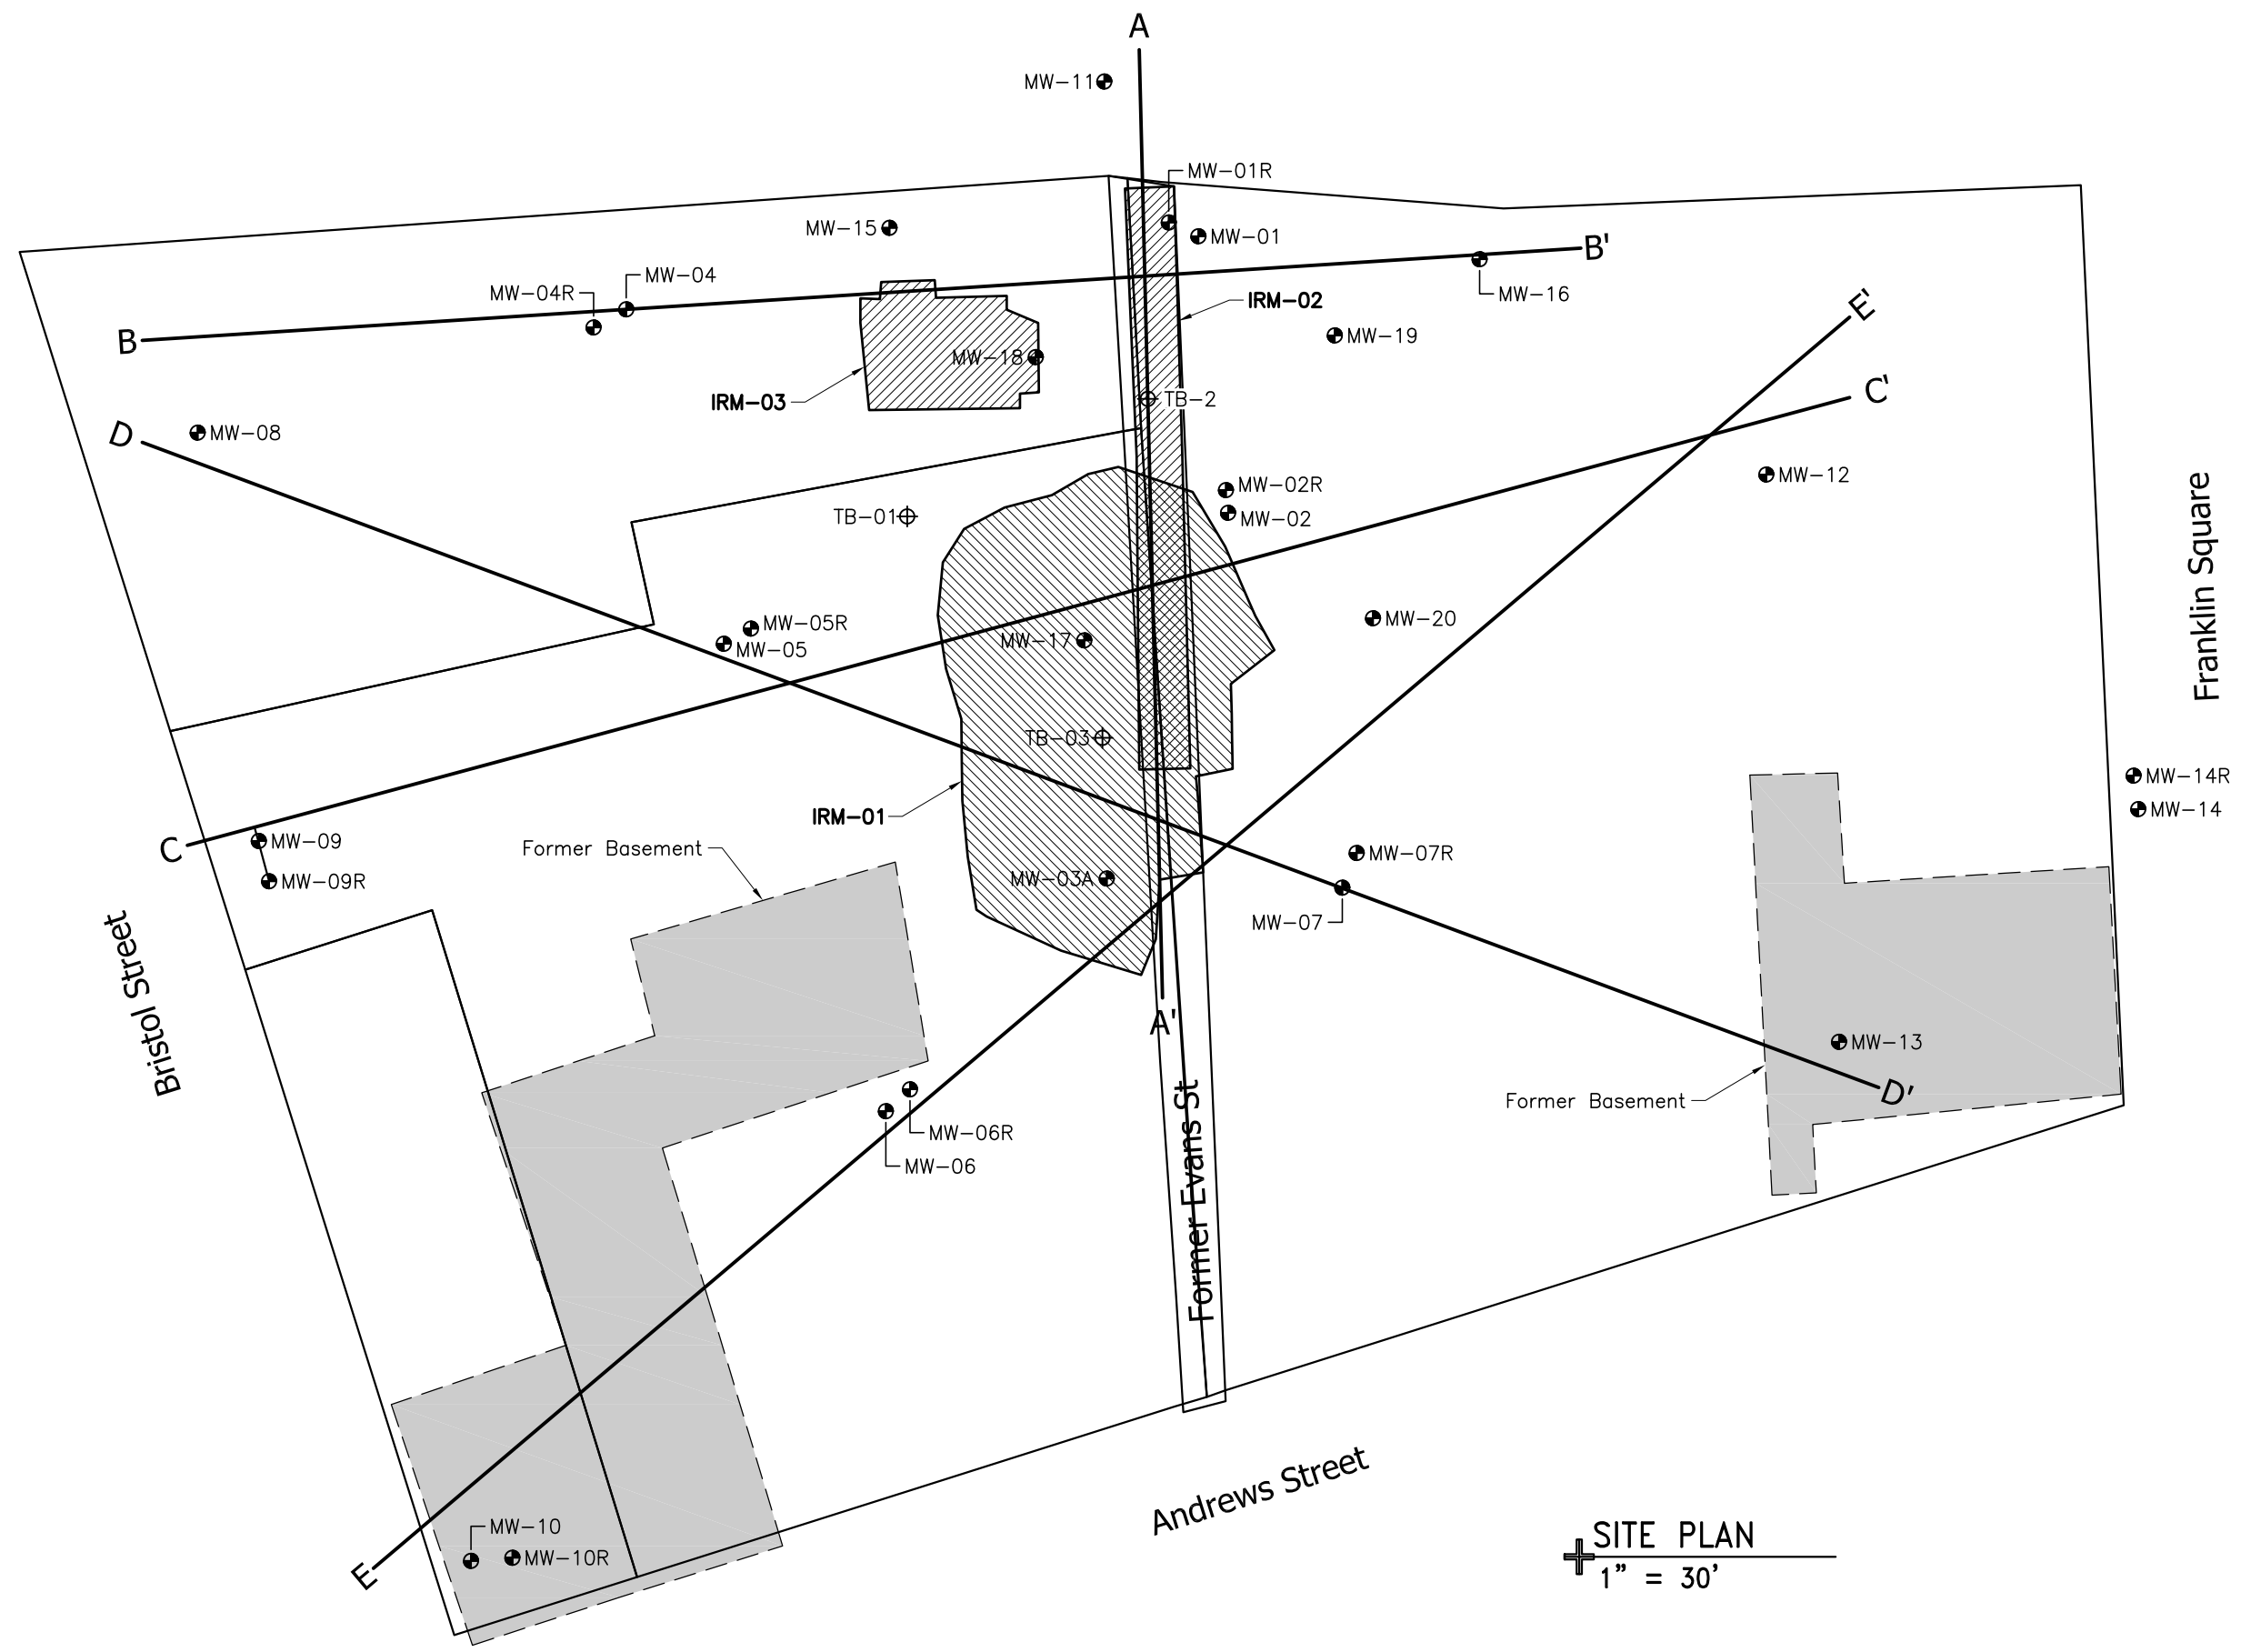 A
MW-11
MW-01R
MW-15
MW-01
B'
MW-04
MW-04R
MW-16
IRM-02
E'
B
MW-19
MW-18
C'
IRM-03
TB-2
D
MW-08
MW-12
MW-02R
MW-02
TB-01
Franklin Square
MW-05R
MW-05
MW-17
MW-20
TB-03
MW-14R
MW-14
IRM-01
C
MW-09
Former Basement
MW-07R
MW-09R
MW-03A
MW-07
Bristol Street
A'
MW-13
D'
Former Basement
MW-06R
MW-06
Former Evans St
Andrews Street
MW-10
MW-10R
E
SITE PLAN
1" = 30'